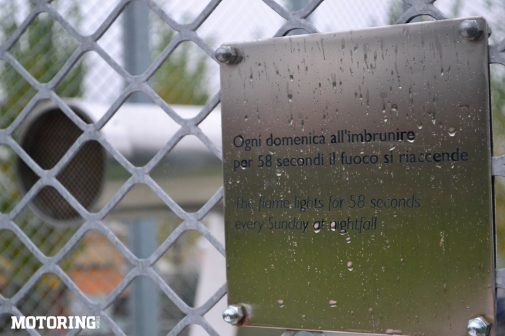 Ogni domenica all'imbrunire
per 58 secondi il fuoco si riaccende
The flame lights for 58 seconds
every Sunday at nightfall
MOTORING